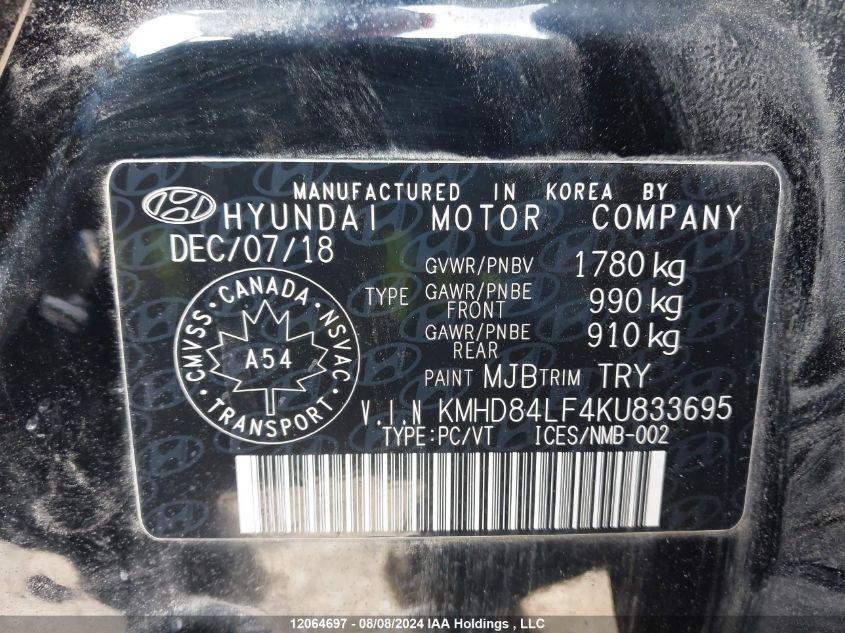 MANUFACTURED IN KOREA BY
HYUNDAI MOTOR COMPANY
DEC/07/18
GVWR/PNBV 1780 kg
TYPE GAWR/PNBE FRONT 990 kg
GAWR/PNBE REAR 910 kg
PAINT MJB TRIM TRY
CMVSS · CANADA · NSVAC
A54
· TRANSPORT ·
V.I.N KMHD84LF4KU833695
TYPE:PC/VT ICES/NMB-002
12064697 - 08/08/2024 IAA Holdings, LLC